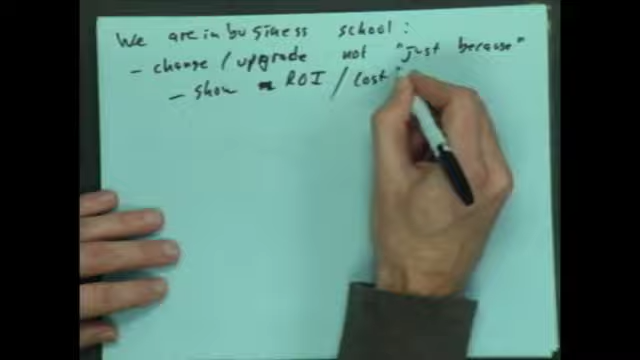 We are in business school:
- change / upgrade not "just because"
- show ROI / cost